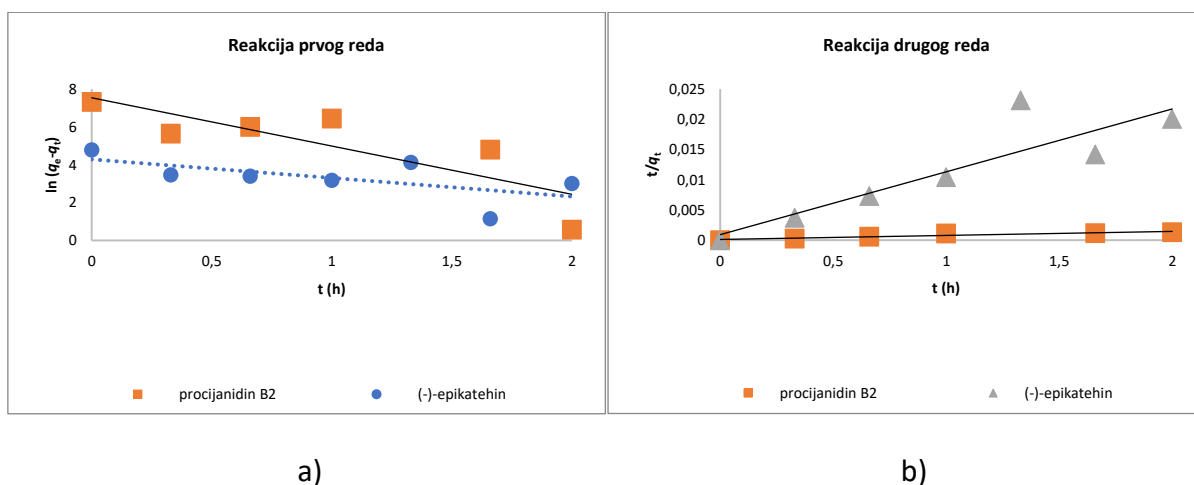 Reakcija prvog reda
8
6
4
2
0
ln (qe-qt)
0
0,5
1
1,5
2
t (h)
procijanidin B2
(-)-epikatehin
a)
Reakcija drugog reda
0,025
0,02
0,015
0,01
0,005
0
t/qt
0
0,5
1
1,5
2
t (h)
procijanidin B2
(-)-epikatehin
b)